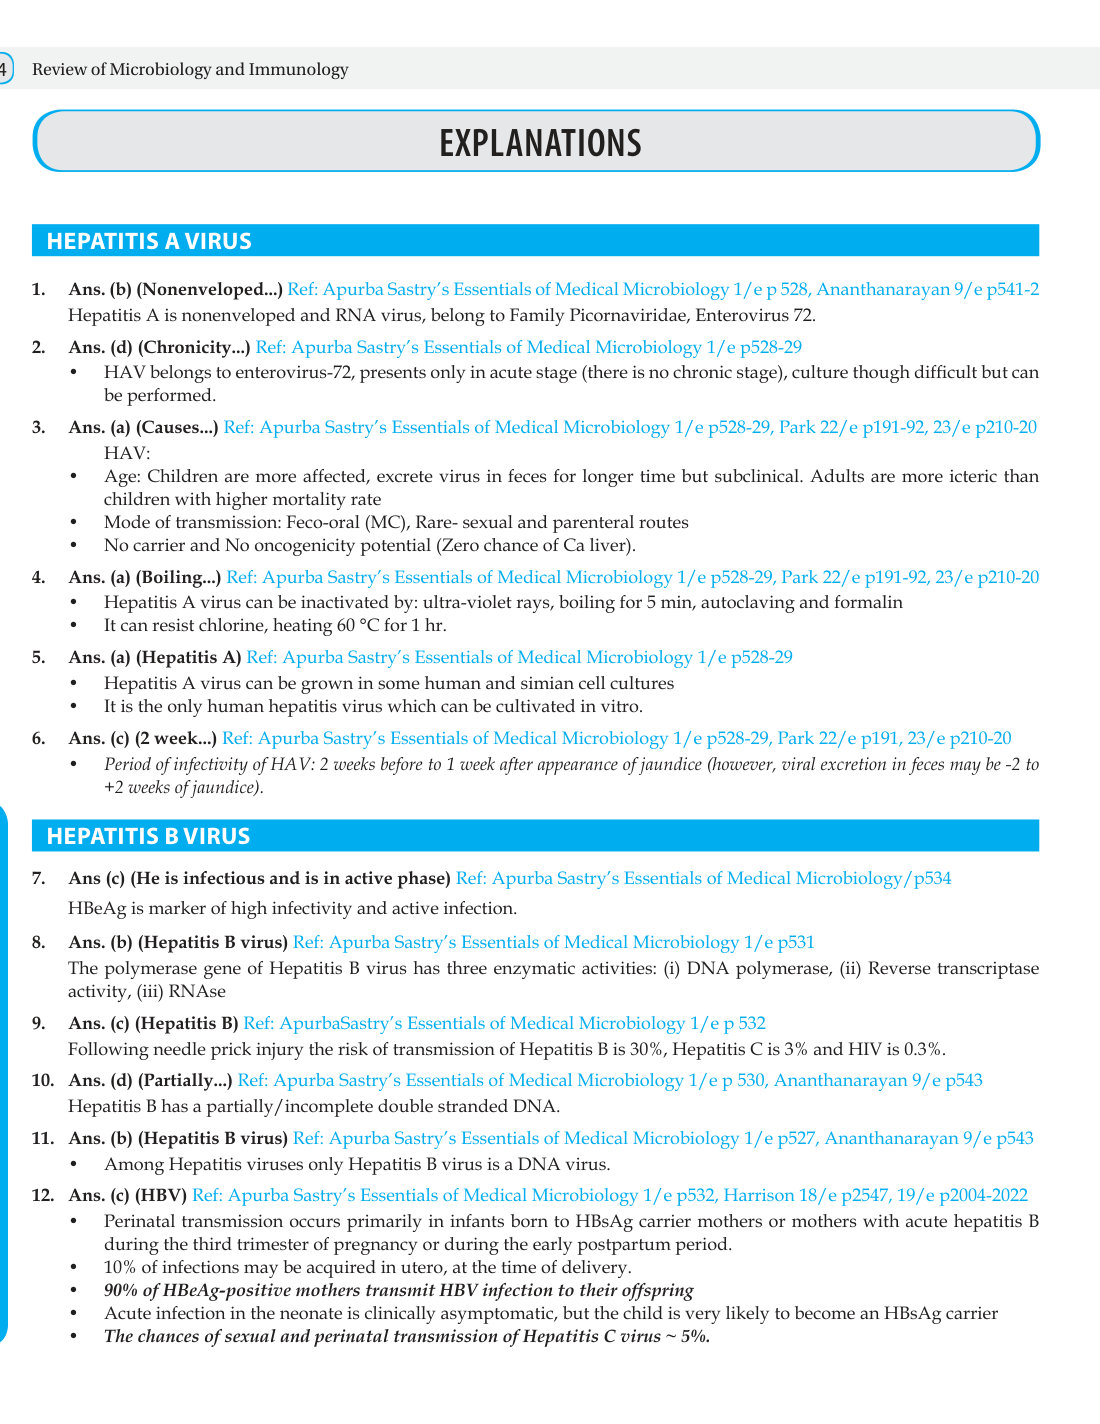 4 Review of Microbiology and Immunology
EXPLANATIONS
HEPATITIS A VIRUS
1. Ans. (b) (Nonenveloped...) Ref: Apurba Sastry's Essentials of Medical Microbiology 1/e p 528, Ananthanarayan 9/e p541-2
Hepatitis A is nonenveloped and RNA virus, belong to Family Picornaviridae, Enterovirus 72.
2. Ans. (d) (Chronicity...) Ref: Apurba Sastry's Essentials of Medical Microbiology 1/e p528-29
• HAV belongs to enterovirus-72, presents only in acute stage (there is no chronic stage), culture though difficult but can
be performed.
3. Ans. (a) (Causes...) Ref: Apurba Sastry's Essentials of Medical Microbiology 1/e p528-29, Park 22/e p191-92, 23/e p210-20
HAV:
• Age: Children are more affected, excrete virus in feces for longer time but subclinical. Adults are more icteric than
children with higher mortality rate
• Mode of transmission: Feco-oral (MC), Rare- sexual and parenteral routes
• No carrier and No oncogenicity potential (Zero chance of Ca liver).
4. Ans. (a) (Boiling...) Ref: Apurba Sastry's Essentials of Medical Microbiology 1/e p528-29, Park 22/e p191-92, 23/e p210-20
• Hepatitis A virus can be inactivated by: ultra-violet rays, boiling for 5 min, autoclaving and formalin
• It can resist chlorine, heating 60 °C for 1 hr.
5. Ans. (a) (Hepatitis A) Ref: Apurba Sastry's Essentials of Medical Microbiology 1/e p528-29
• Hepatitis A virus can be grown in some human and simian cell cultures
• It is the only human hepatitis virus which can be cultivated in vitro.
6. Ans. (c) (2 week...) Ref: Apurba Sastry's Essentials of Medical Microbiology 1/e p528-29, Park 22/e p191, 23/e p210-20
• Period of infectivity of HAV: 2 weeks before to 1 week after appearance of jaundice (however, viral excretion in feces may be -2 to
+2 weeks of jaundice).
HEPATITIS B VIRUS
7. Ans (c) (He is infectious and is in active phase) Ref: Apurba Sastry's Essentials of Medical Microbiology/p534
HBeAg is marker of high infectivity and active infection.
8. Ans. (b) (Hepatitis B virus) Ref: Apurba Sastry's Essentials of Medical Microbiology 1/e p531
The polymerase gene of Hepatitis B virus has three enzymatic activities: (i) DNA polymerase, (ii) Reverse transcriptase
activity, (iii) RNAse
9. Ans. (c) (Hepatitis B) Ref: ApurbaSastry's Essentials of Medical Microbiology 1/e p 532
Following needle prick injury the risk of transmission of Hepatitis B is 30%, Hepatitis C is 3% and HIV is 0.3%.
10. Ans. (d) (Partially...) Ref: Apurba Sastry's Essentials of Medical Microbiology 1/e p 530, Ananthanarayan 9/e p543
Hepatitis B has a partially/incomplete double stranded DNA.
11. Ans. (b) (Hepatitis B virus) Ref: Apurba Sastry's Essentials of Medical Microbiology 1/e p527, Ananthanarayan 9/e p543
• Among Hepatitis viruses only Hepatitis B virus is a DNA virus.
12. Ans. (c) (HBV) Ref: Apurba Sastry's Essentials of Medical Microbiology 1/e p532, Harrison 18/e p2547, 19/e p2004-2022
• Perinatal transmission occurs primarily in infants born to HBsAg carrier mothers or mothers with acute hepatitis B
during the third trimester of pregnancy or during the early postpartum period.
• 10% of infections may be acquired in utero, at the time of delivery.
• 90% of HBeAg-positive mothers transmit HBV infection to their offspring
• Acute infection in the neonate is clinically asymptomatic, but the child is very likely to become an HBsAg carrier
• The chances of sexual and perinatal transmission of Hepatitis C virus ~ 5%.